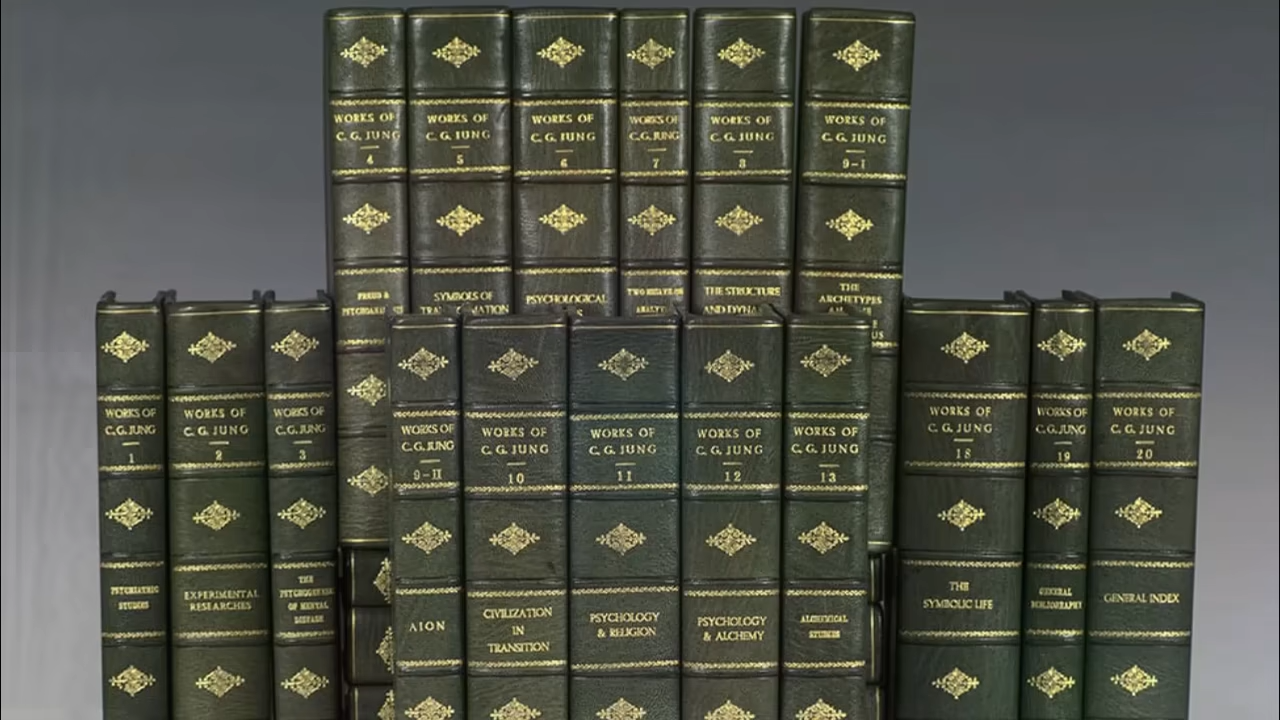 WORKS OF
C. G. JUNG
4
FREUD &
WORKS OF
C. G. JUNG
5
SYMBOLS OF
WORKS OF
C. G. JUNG
6
PSYCHOLOGICAL
WORKS OF
C. G. JUNG
7
TWO ESSAYS ON
WORKS OF
C. G. JUNG
8
THE STRUCTURE
AND
WORKS OF
C. G. JUNG
9-I
THE
ARCHETYPES
WORKS OF
C. G. JUNG
1
PSYCHIATRIC
STUDIES
WORKS OF
C. G. JUNG
2
EXPERIMENTAL
RESEARCHES
WORKS OF
C. G. JUNG
3
THE
PSYCHOGENESIS
OF MENTAL
DISEASE
WORKS OF
C. G. JUNG
9-II
AION
WORKS OF
C. G. JUNG
10
CIVILIZATION
IN
TRANSITION
WORKS OF
C. G. JUNG
11
PSYCHOLOGY
& RELIGION
WORKS OF
C. G. JUNG
12
PSYCHOLOGY
& ALCHEMY
WORKS OF
C. G. JUNG
13
ALCHEMICAL
STUDIES
WORKS OF
C. G. JUNG
18
THE
SYMBOLIC LIFE
WORKS OF
C. G. JUNG
19
GENERAL
BIBLIOGRAPHY
WORKS OF
C. G. JUNG
20
GENERAL INDEX